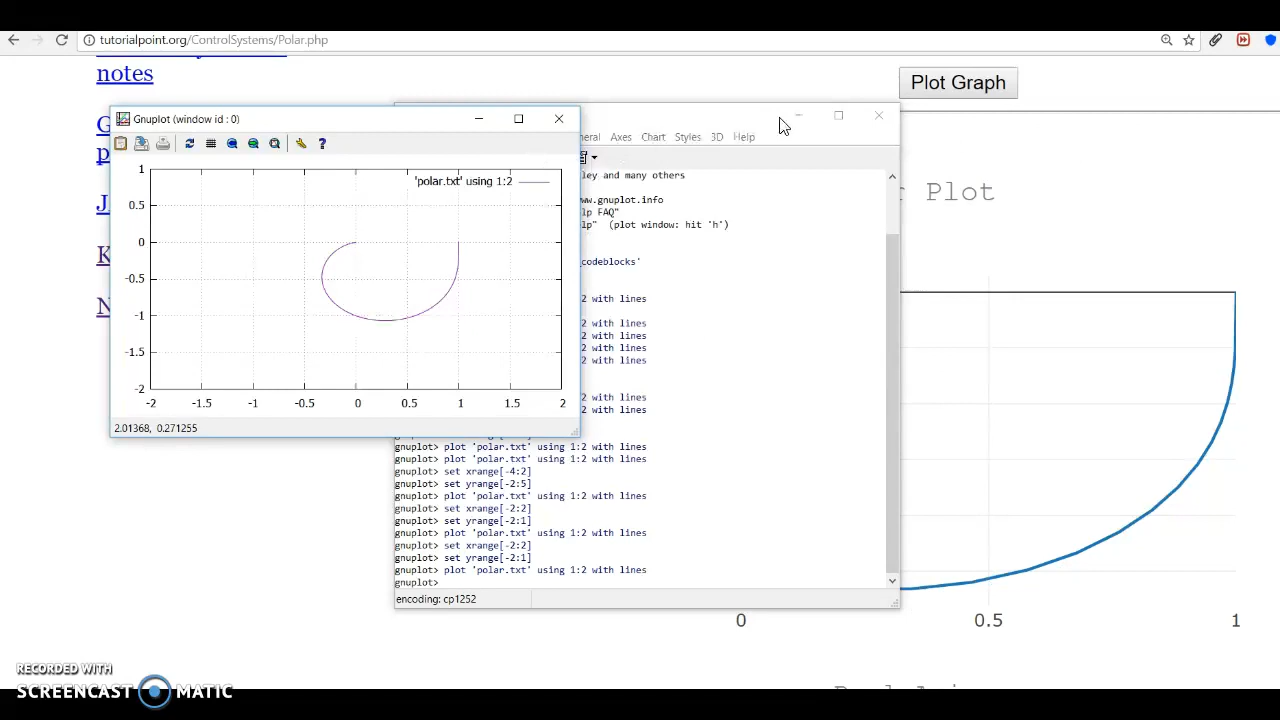 tutorialpoint.org/ControlSystems/Polar.php
notes
Plot Graph
Gnuplot (window id : 0)
Axes Chart Styles 3D Help
'polar.txt' using 1:2
1
0.5
0
-0.5
-1
-1.5
-2
-2 -1.5 -1 -0.5 0 0.5 1 1.5 2
2.01368, 0.271255
and many others
lp FAQ"
lp" (plot window: hit 'h')
codeblocks'
2 with lines
2 with lines
2 with lines
2 with lines
2 with lines
2 with lines
2 with lines
gnuplot> plot 'polar.txt' using 1:2 with lines
gnuplot> plot 'polar.txt' using 1:2 with lines
gnuplot> set xrange[-4:2]
gnuplot> set yrange[-2:5]
gnuplot> plot 'polar.txt' using 1:2 with lines
gnuplot> set xrange[-2:2]
gnuplot> set yrange[-2:1]
gnuplot> plot 'polar.txt' using 1:2 with lines
gnuplot> set xrange[-2:2]
gnuplot> set yrange[-2:1]
gnuplot> plot 'polar.txt' using 1:2 with lines
gnuplot>
encoding: cp1252
Plot
0 0.5 1
RECORDED WITH
SCREENCAST MATIC